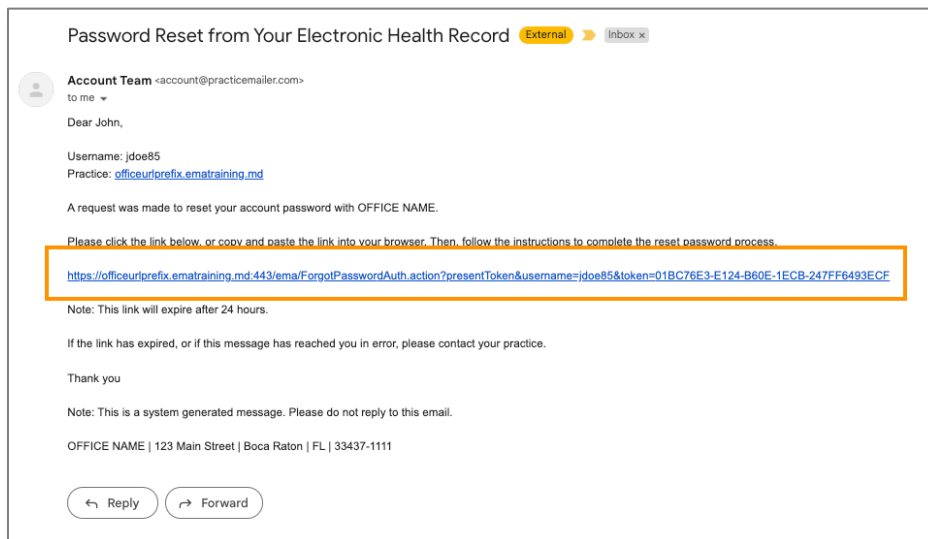 Password Reset from Your Electronic Health Record External Inbox x
Account Team <account@practicemailer.com>
to me
Dear John,
Username: jdoe85
Practice: officeurlprefix.ematraining.md
A request was made to reset your account password with OFFICE NAME.
Please click the link below, or copy and paste the link into your browser. Then, follow the instructions to complete the reset password process.
https://officeurlprefix.ematraining.md:443/ema/ForgotPasswordAuth.action?presentToken&username=jdoe85&token=01BC76E3-E124-B60E-1ECB-247FF6493ECF
Note: This link will expire after 24 hours.
If the link has expired, or if this message has reached you in error, please contact your practice.
Thank you
Note: This is a system generated message. Please do not reply to this email.
OFFICE NAME | 123 Main Street | Boca Raton | FL | 33437-1111
Reply Forward